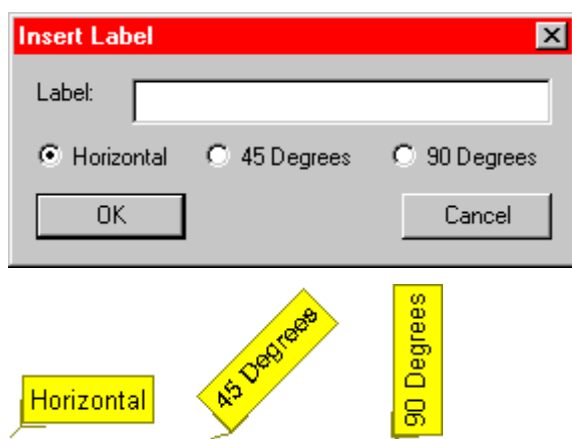 Insert Label
Label:
Horizontal 45 Degrees 90 Degrees
OK Cancel
Horizontal
45 Degrees
90 Degrees